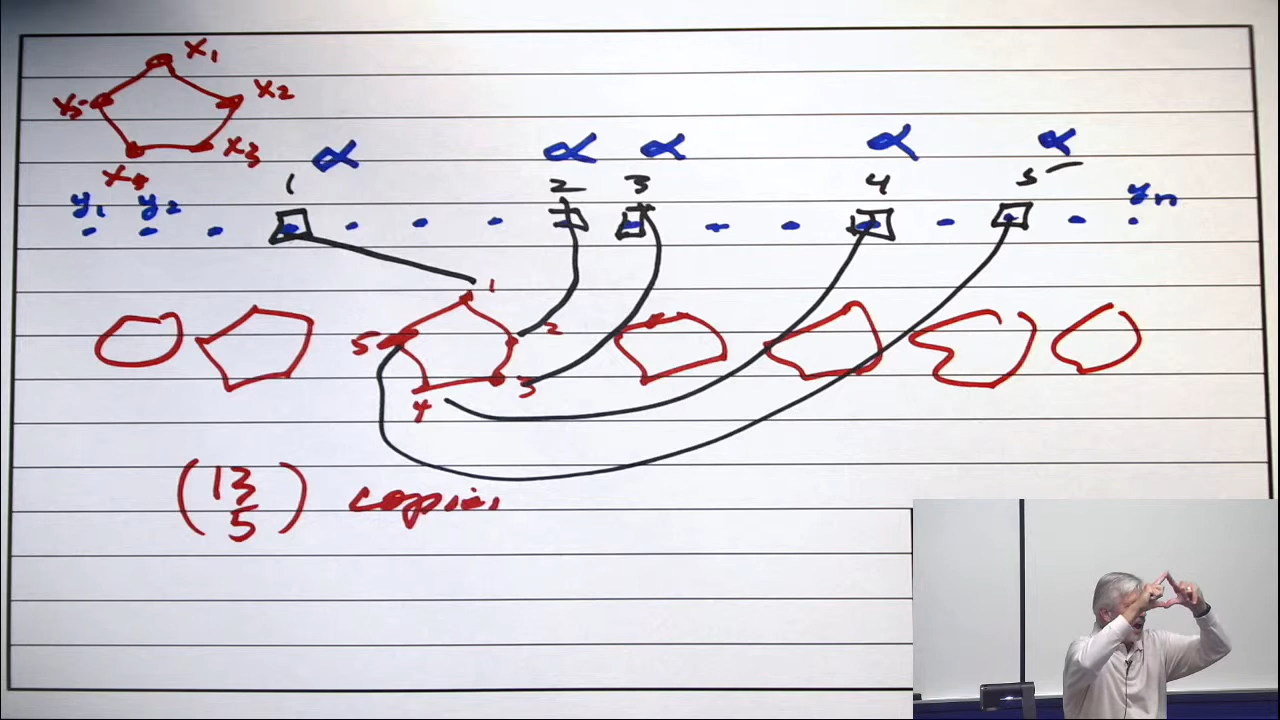 x₁
x₂
x₅
x₃
x₄
α α α α α
1 2 3 4 5
y₁ y₂ yₙ
1
2
5
3
4
(13
5) copies